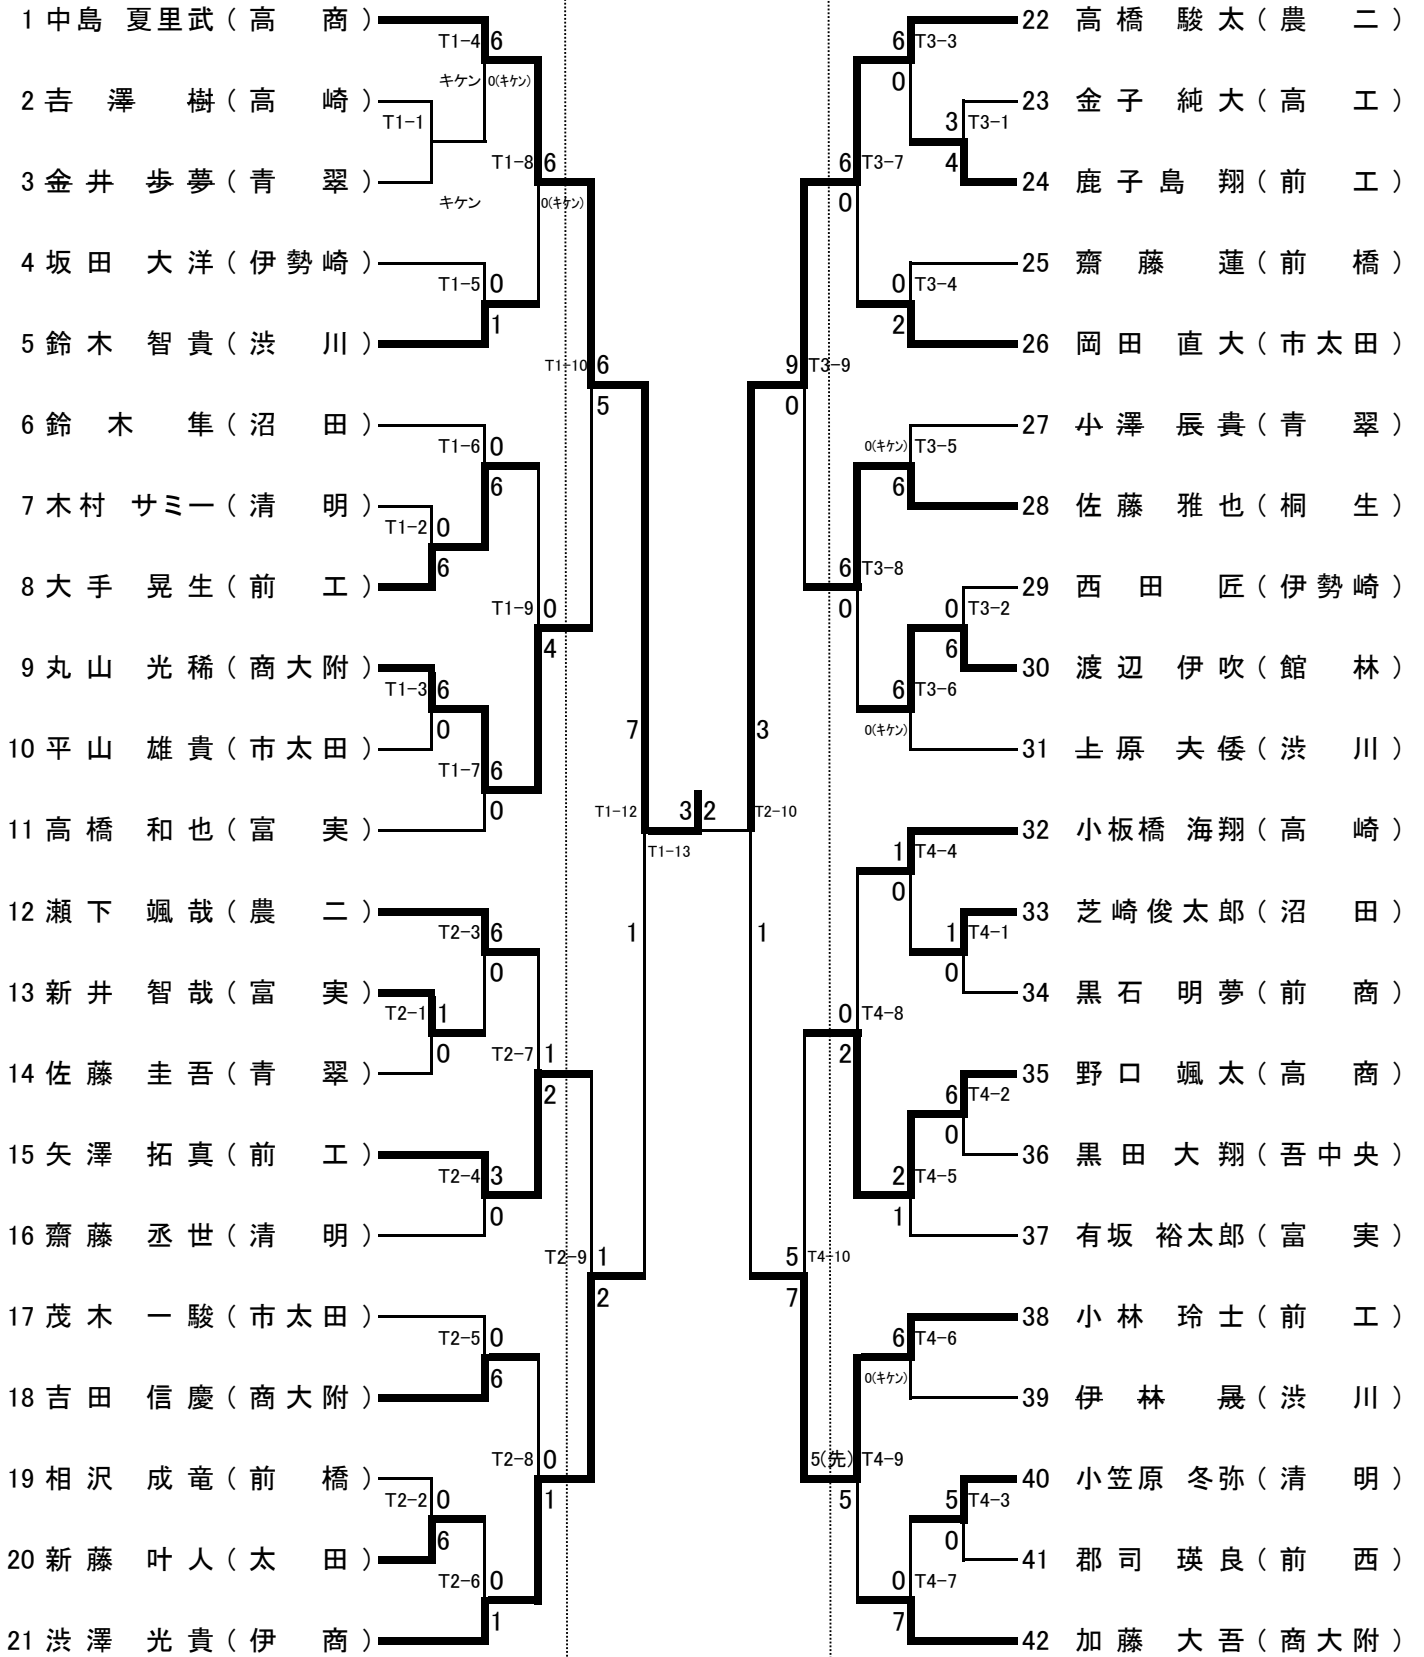 1 中島 夏里武(高 商)
T1-4 6
キケン 0(キケン)
2 吉 澤 樹(高 崎)
T1-1
T1-8 6
3 金井 歩夢(青 翠)
キケン 0(キケン)
4 坂田 大洋(伊勢崎)
T1-5 0
1
5 鈴木 智貴(渋 川)
T1-10 6
5
6 鈴 木 隼(沼 田)
T1-6 0
6
7 木村 サミー(清 明)
T1-2 0
6
8 大手 晃生(前 工)
T1-9 0
4
9 丸山 光稀(商大附)
T1-3 6
0
10 平山 雄貴(市太田)
T1-7 6
0
11 高橋 和也(富 実)
7
T1-12
1
12 瀬下 颯哉(農 二)
T2-3 6
0
13 新井 智哉(富 実)
T2-1 1
0
14 佐藤 圭吾(青 翠)
T2-7 1
2
15 矢澤 拓真(前 工)
T2-4 3
0
16 齋藤 丞世(清 明)
T2-9 1
2
17 茂木 一駿(市太田)
T2-5 0
6
18 吉田 信慶(商大附)
T2-8 0
1
19 相沢 成竜(前 橋)
T2-2 0
6
20 新藤 叶人(太 田)
T2-6 0
1
21 渋澤 光貴(伊 商)
3 2
T1-13
22 高橋 駿太(農 二)
6 T3-3
0
23 金子 純大(高 工)
3 T3-1
4
24 鹿子島 翔(前 工)
6 T3-7
0
25 齋 藤 蓮(前 橋)
0 T3-4
2
26 岡田 直大(市太田)
9 T3-9
0
27 小澤 辰貴(青 翠)
0(キケン) T3-5
6
28 佐藤 雅也(桐 生)
6 T3-8
0
29 西 田 匠(伊勢崎)
0 T3-2
6
30 渡辺 伊吹(館 林)
6 T3-6
0(キケン)
31 上原 大倭(渋 川)
3
T2-10
1
32 小板橋 海翔(高 崎)
1 T4-4
0
33 芝崎俊太郎(沼 田)
1 T4-1
0
34 黒石 明夢(前 商)
0 T4-8
2
35 野口 颯太(高 商)
6 T4-2
0
36 黒田 大翔(吾中央)
2 T4-5
1
37 有坂 裕太郎(富 実)
5 T4-10
7
38 小林 玲士(前 工)
6 T4-6
0(キケン)
39 伊 林 晟(渋 川)
5(先) T4-9
5
40 小笠原 冬弥(清 明)
5 T4-3
0
41 郡司 瑛良(前 西)
0 T4-7
7
42 加藤 大吾(商大附)